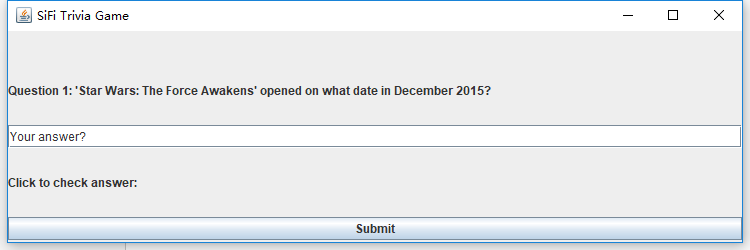 SiFi Trivia Game
Question 1: 'Star Wars: The Force Awakens' opened on what date in December 2015?
Your answer?
Click to check answer:
Submit